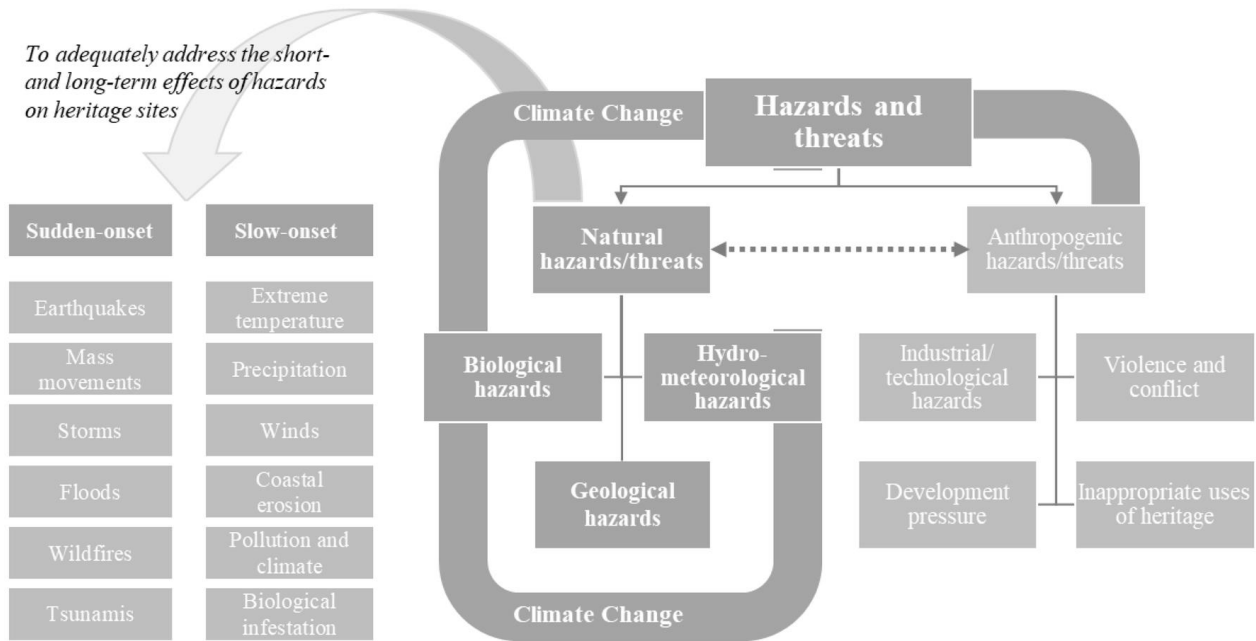 To adequately address the short-
and long-term effects of hazards
on heritage sites
Sudden-onset
Slow-onset
Earthquakes
Extreme
temperature
Mass
movements
Precipitation
Storms
Winds
Floods
Coastal
erosion
Wildfires
Pollution and
climate
Tsunamis
Biological
infestation
Climate Change
Hazards and
threats
Natural
hazards/threats
Anthropogenic
hazards/threats
Biological
hazards
Hydro-
meteorological
hazards
Geological
hazards
Climate Change
Industrial/
technological
hazards
Violence and
conflict
Development
pressure
Inappropriate uses
of heritage